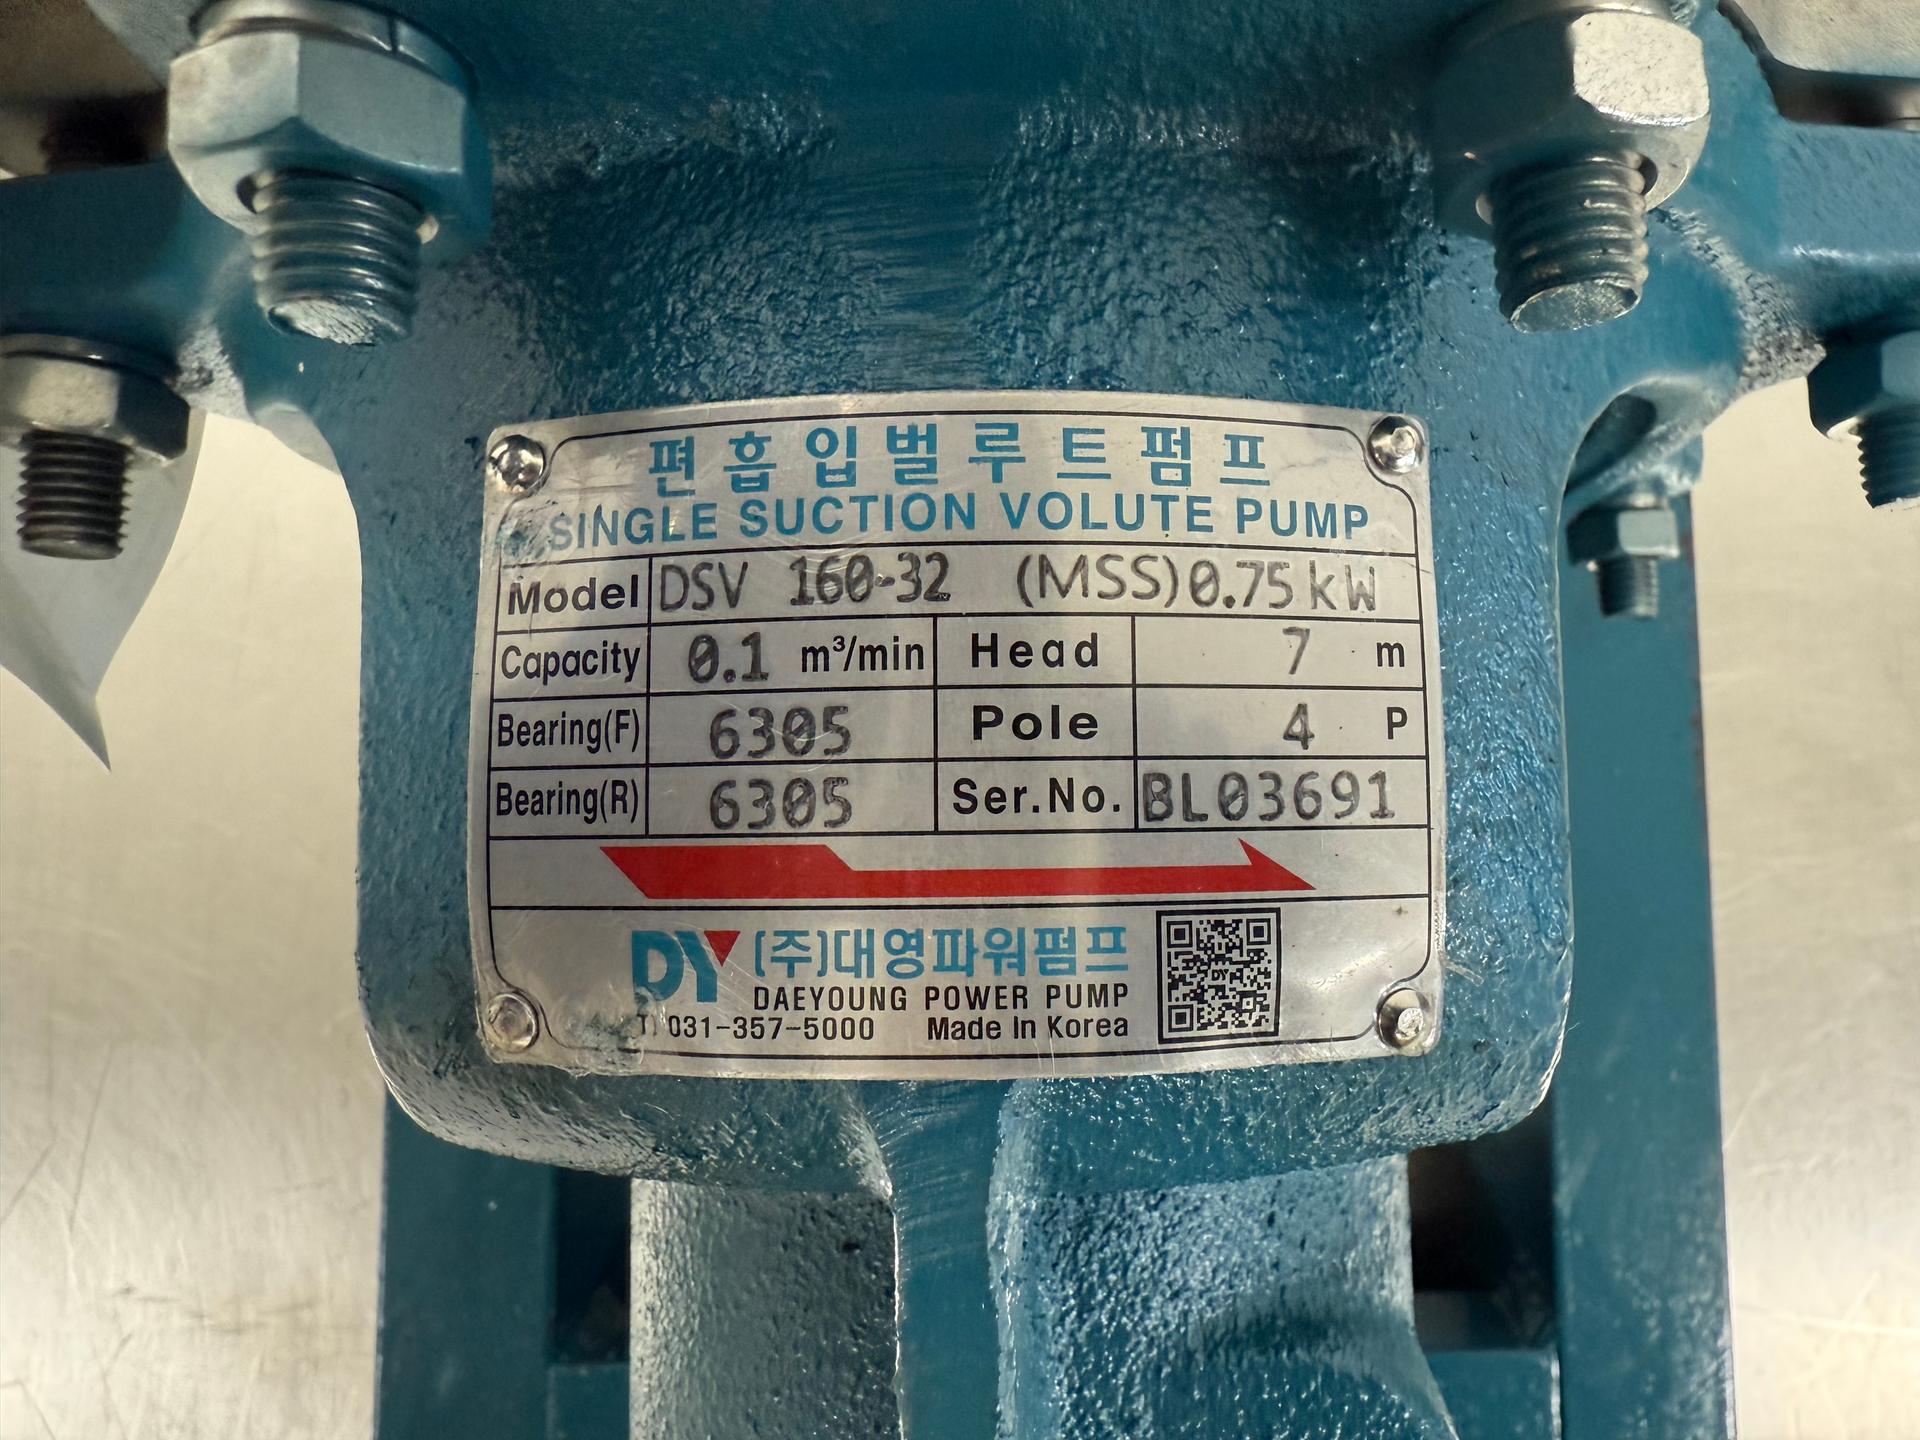 편흡입벌루트펌프
SINGLE SUCTION VOLUTE PUMP
Model DSV 160-32 (MSS) 0.75kW
Capacity 0.1 m³/min Head 7 m
Bearing(F) 6305 Pole 4 P
Bearing(R) 6305 Ser.No. BL03691
DY (주)대영파워펌프
DAEYOUNG POWER PUMP
T) 031-357-5000 Made In Korea
DY